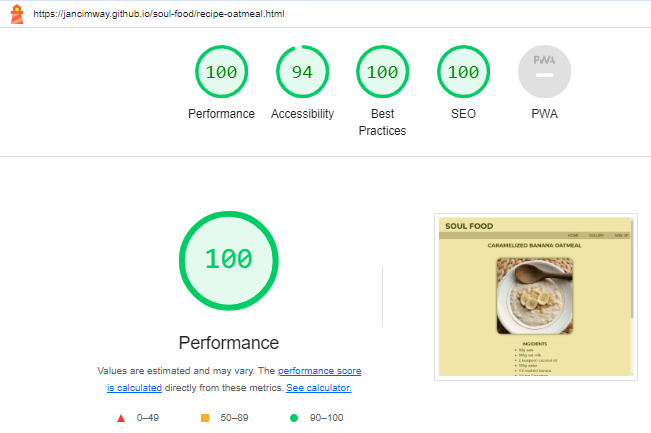 https://jancimway.github.io/soul-food/recipe-oatmeal.html
100
94
100
100
PWA
Performance
Accessibility
Best
Practices
SEO
PWA
100
Performance
Values are estimated and may vary. The performance score
is calculated directly from these metrics. See calculator.
0–49
50–89
90–100
SOUL FOOD
HOME
GALLERY
SIGN UP
CARAMELIZED BANANA OATMEAL